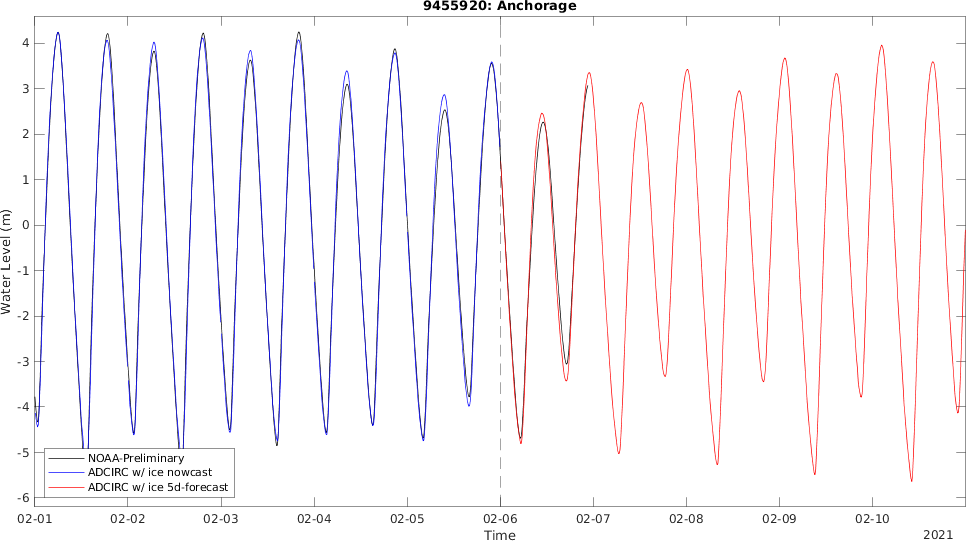 9455920: Anchorage
Water Level (m)
4
3
2
1
0
-1
-2
-3
-4
-5
-6
NOAA-Preliminary
ADCIRC w/ ice nowcast
ADCIRC w/ ice 5d-forecast
02-01 02-02 02-03 02-04 02-05 02-06 02-07 02-08 02-09 02-10
Time
2021